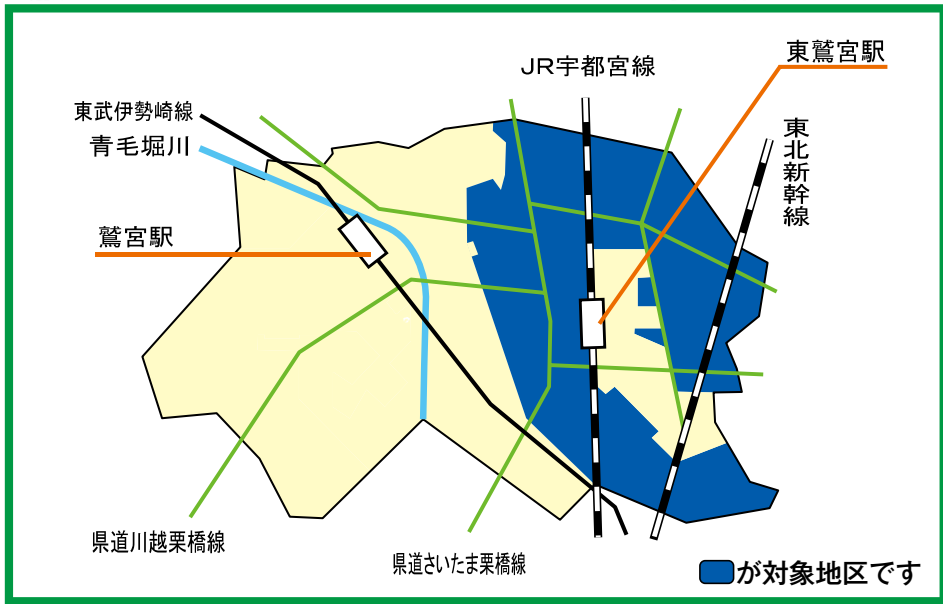 東鷲宮駅
JR宇都宮線
東武伊勢崎線
青毛堀川
東北新幹線
鷲宮駅
県道川越栗橋線
県道さいたま栗橋線
が対象地区です